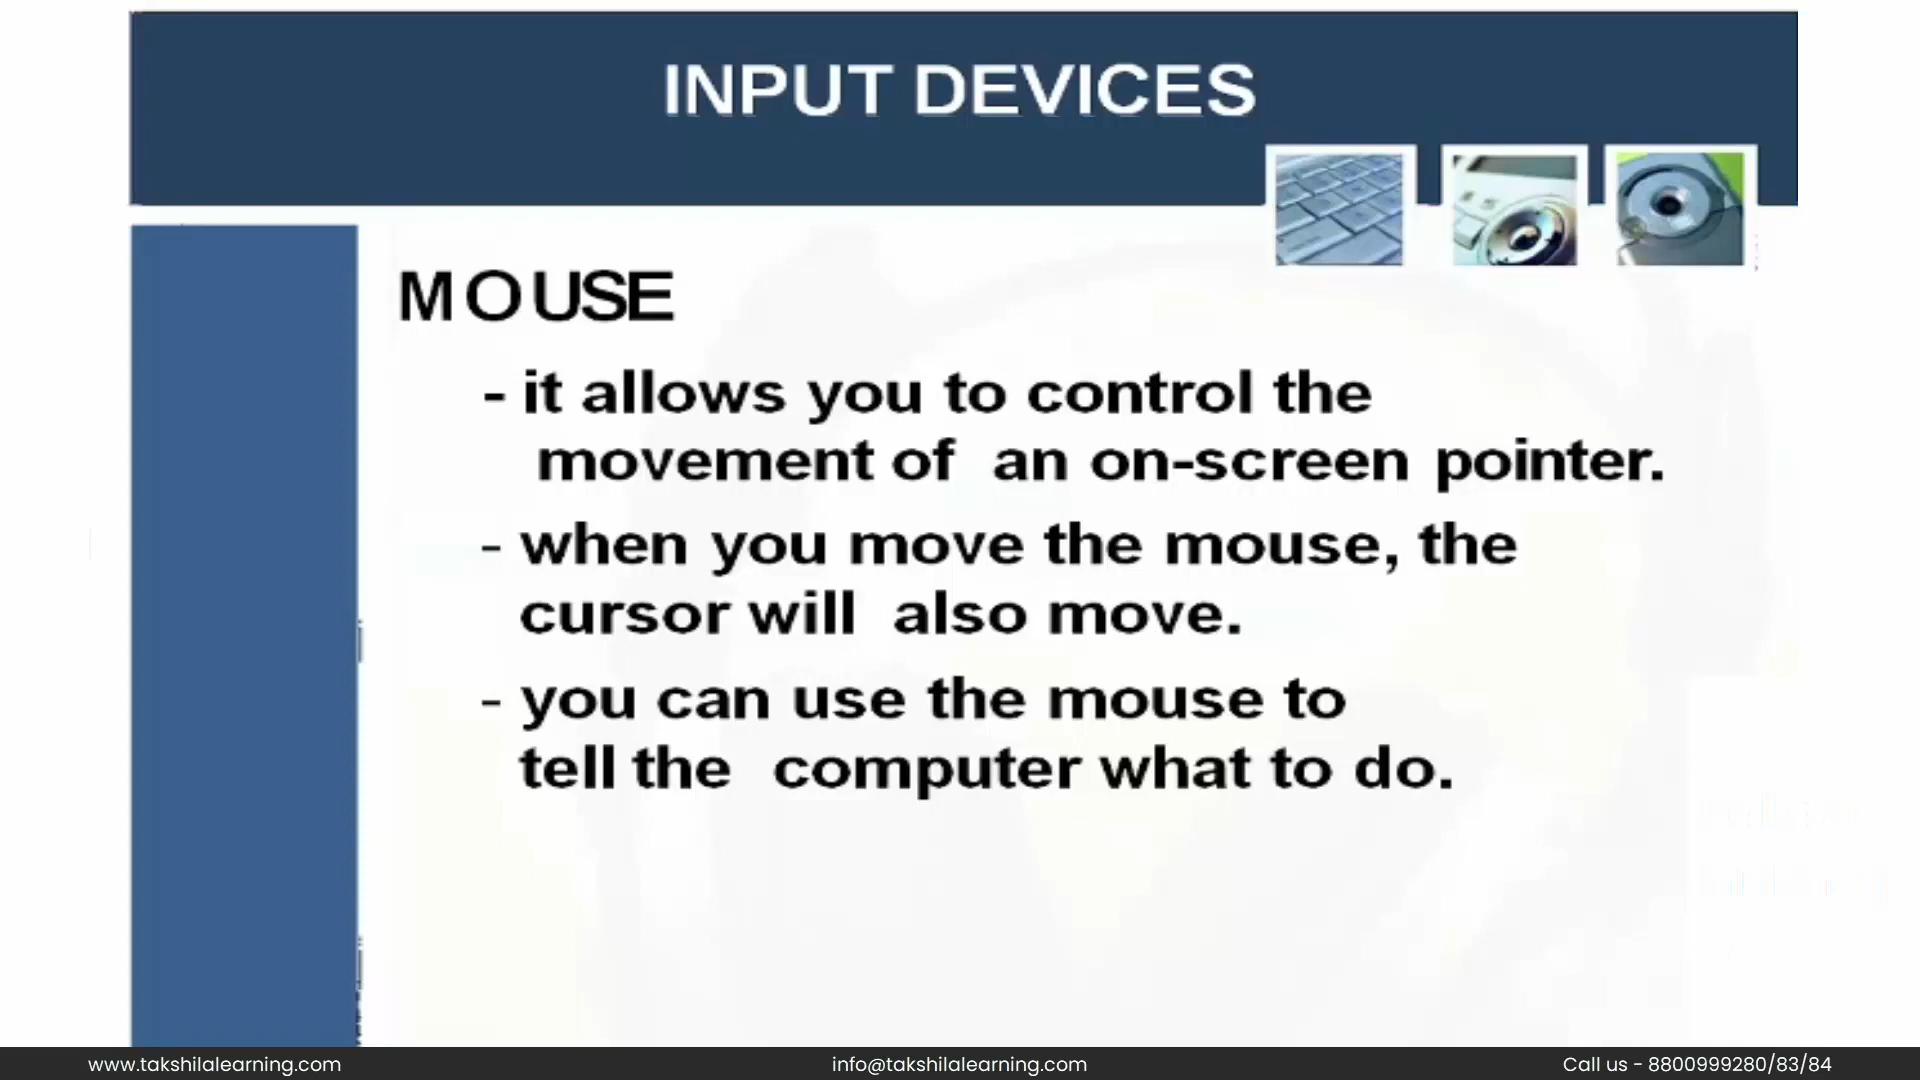 INPUT DEVICES
MOUSE
- it allows you to control the
movement of an on-screen pointer.
- when you move the mouse, the
cursor will also move.
- you can use the mouse to
tell the computer what to do.
www.takshilalearning.com info@takshilalearning.com Call us - 8800999280/83/84